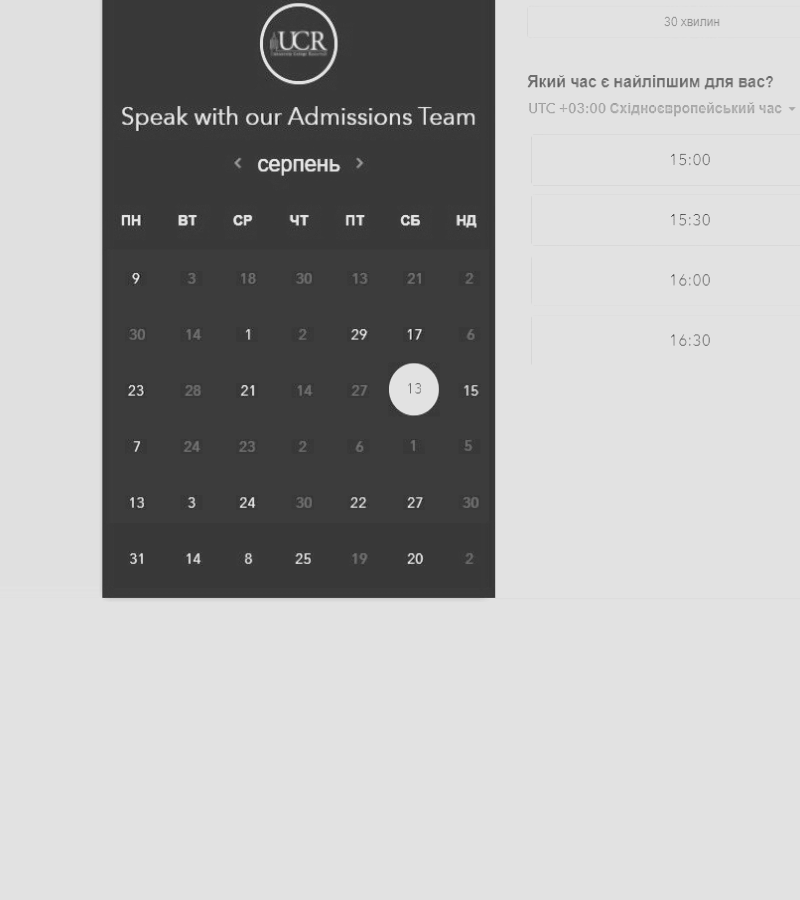 UCR
Speak with our Admissions Team
серпень
ПН ВТ СР ЧТ ПТ СБ НД
9 3 18 30 13 21 2
30 14 1 2 29 17 6
23 28 21 14 27 13 15
7 24 23 2 6 1 5
13 3 24 30 22 27 30
31 14 8 25 19 20 2
30 хвилин
Який час є найліпшим для вас?
UTC +03:00 Східноєвропейський час
15:00
15:30
16:00
16:30